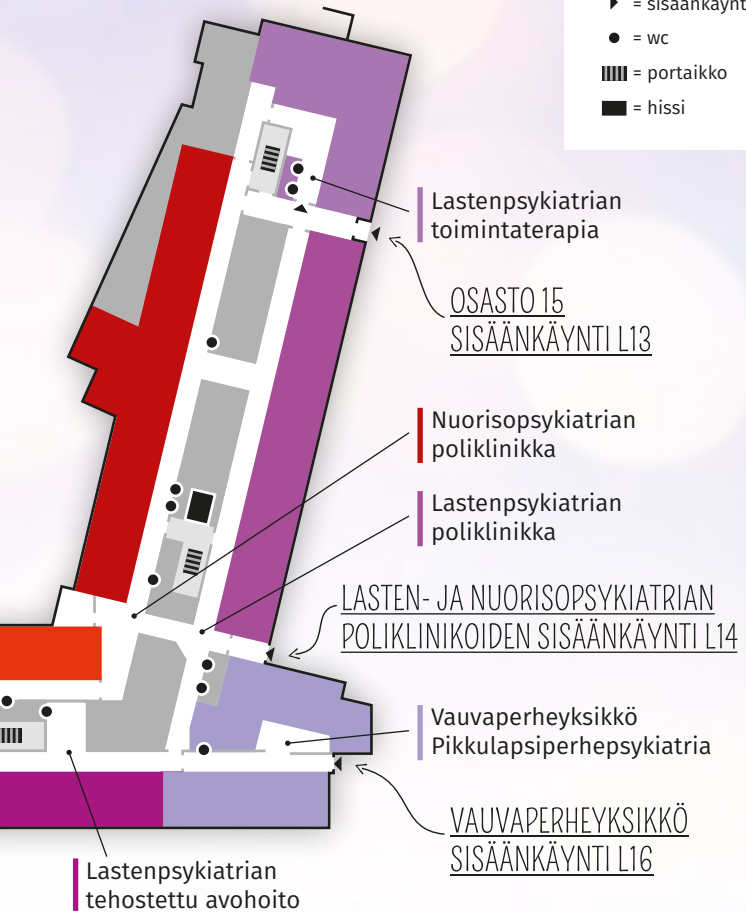 = sisäänkäynt
= wc
= portaikko
= hissi
Lastenpsykiatrian
toimintaterapia
OSASTO 15
SISÄÄNKÄYNTI L13
Nuorisopsykiatrian
poliklinikka
Lastenpsykiatrian
poliklinikka
LASTEN- JA NUORISOPSYKIATRIAN
POLIKLINIKOIDEN SISÄÄNKÄYNTI L14
Vauvaperheyksikkö
Pikkulapsiperhepsykiatria
VAUVAPERHEYKSIKKÖ
SISÄÄNKÄYNTI L16
Lastenpsykiatrian
tehostettu avohoito